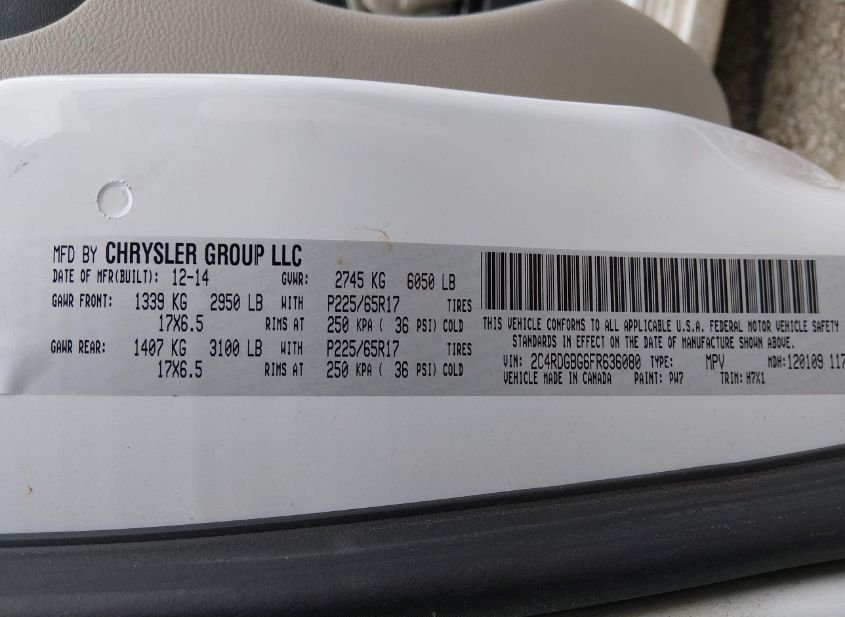 MFD BY CHRYSLER GROUP LLC
DATE OF MFR(BUILT): 12-14 GVWR: 2745 KG 6050 LB
GAWR FRONT: 1339 KG 2950 LB WITH P225/65R17 TIRES
17X6.5 RIMS AT 250 KPA ( 36 PSI) COLD
GAWR REAR: 1407 KG 3100 LB WITH P225/65R17 TIRES
17X6.5 RIMS AT 250 KPA ( 36 PSI) COLD
THIS VEHICLE CONFORMS TO ALL APPLICABLE U.S.A. FEDERAL MOTOR VEHICLE SAFETY
STANDARDS IN EFFECT ON THE DATE OF MANUFACTURE SHOWN ABOVE.
VIN: 2C4RDGBG6FR636080 TYPE: MPV MDH: 120109 117
VEHICLE MADE IN CANADA PAINT: PW7 TRIM: H7X1